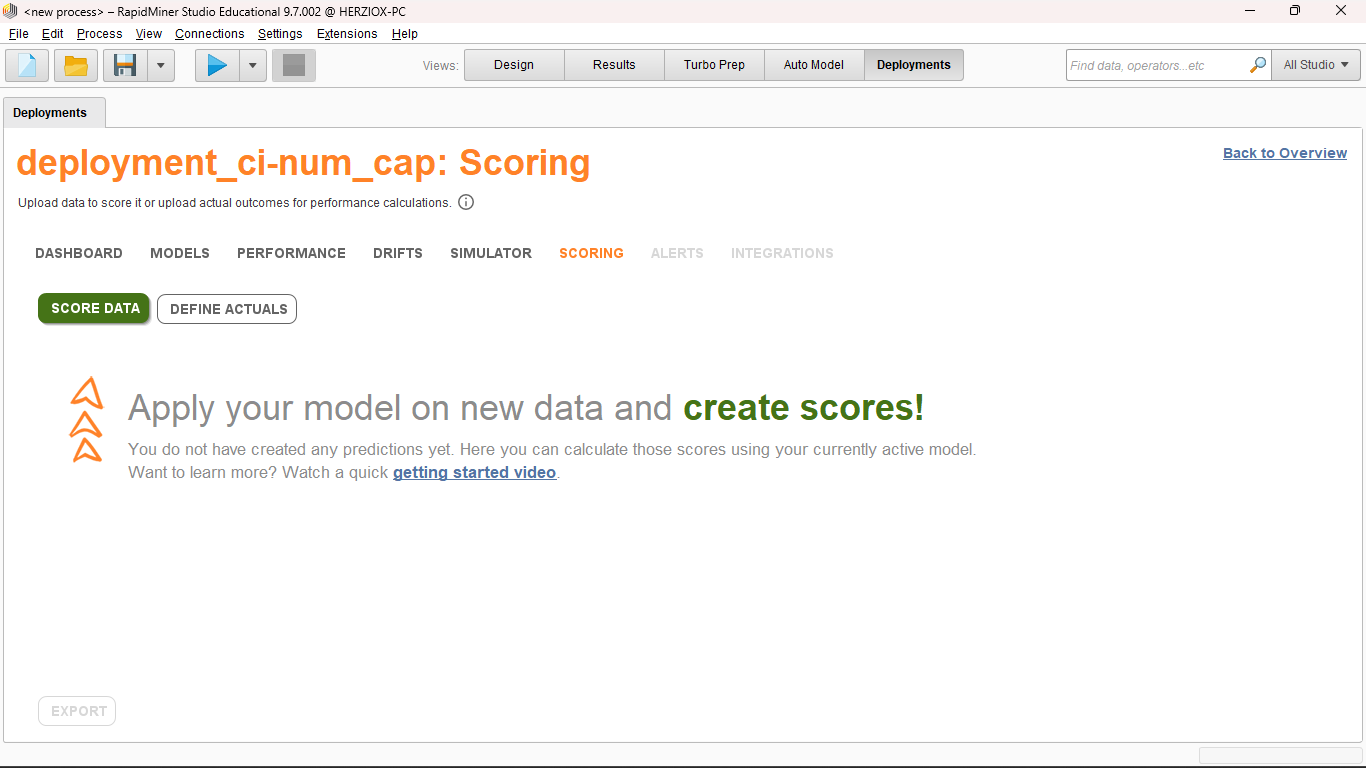 <new process> – RapidMiner Studio Educational 9.7.002 @ HERZIOX-PC
File Edit Process View Connections Settings Extensions Help
Views: Design Results Turbo Prep Auto Model Deployments Find data, operators...etc All Studio
Deployments
deployment_ci-num_cap: Scoring
Back to Overview
Upload data to score it or upload actual outcomes for performance calculations.
DASHBOARD MODELS PERFORMANCE DRIFTS SIMULATOR SCORING ALERTS INTEGRATIONS
SCORE DATA DEFINE ACTUALS
Apply your model on new data and create scores!
You do not have created any predictions yet. Here you can calculate those scores using your currently active model.
Want to learn more? Watch a quick getting started video.
EXPORT